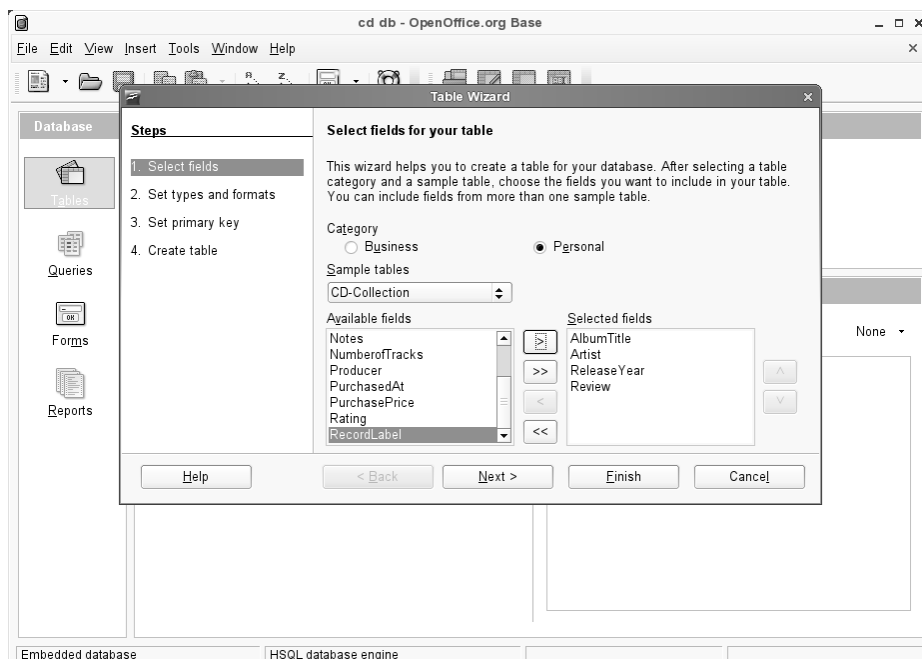 cd db - OpenOffice.org Base
File Edit View Insert Tools Window Help
Table Wizard
Database
Tables
Queries
Forms
Reports
Steps
1. Select fields
2. Set types and formats
3. Set primary key
4. Create table
Select fields for your table
This wizard helps you to create a table for your database. After selecting a table
category and a sample table, choose the fields you want to include in your table.
You can include fields from more than one sample table.
Category
Business Personal
Sample tables
CD-Collection
Available fields
Notes
NumberofTracks
Producer
PurchasedAt
PurchasePrice
Rating
RecordLabel
>
>>
<
<<
Selected fields
AlbumTitle
Artist
ReleaseYear
Review
None
Help < Back Next > Finish Cancel
Embedded database HSQL database engine